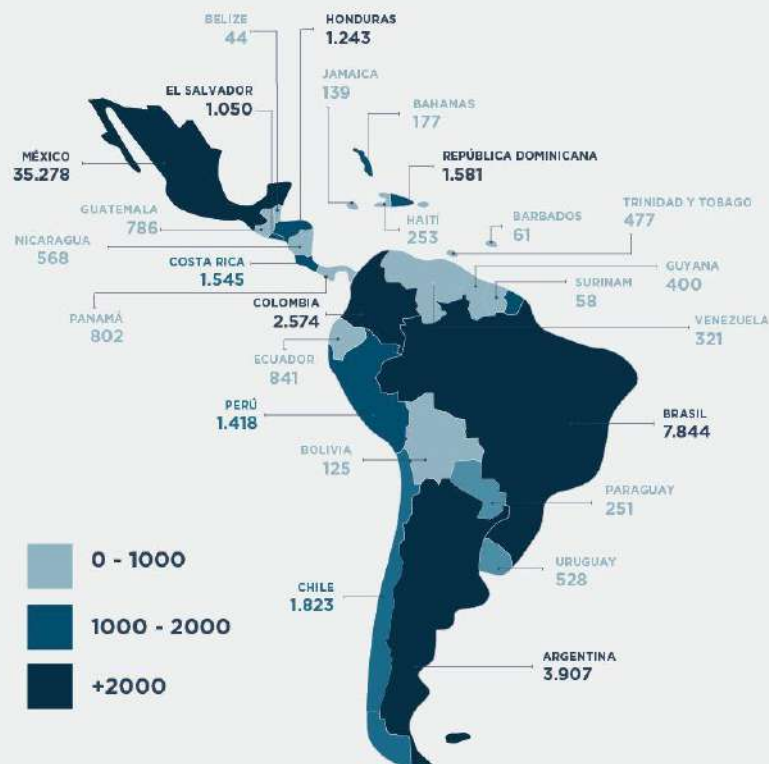 BELIZE
44
HONDURAS
1.243
JAMAICA
139
EL SALVADOR
1.050
BAHAMAS
177
MÉXICO
35.278
REPÚBLICA DOMINICANA
1.581
GUATEMALA
786
HAITÍ
253
BARBADOS
61
TRINIDAD Y TOBAGO
477
NICARAGUA
568
COSTA RICA
1.545
SURINAM
58
GUYANA
400
PANAMÁ
802
COLOMBIA
2.574
VENEZUELA
321
ECUADOR
841
PERÚ
1.418
BRASIL
7.844
BOLIVIA
125
PARAGUAY
251
URUGUAY
528
CHILE
1.823
ARGENTINA
3.907
0 - 1000
1000 - 2000
+2000